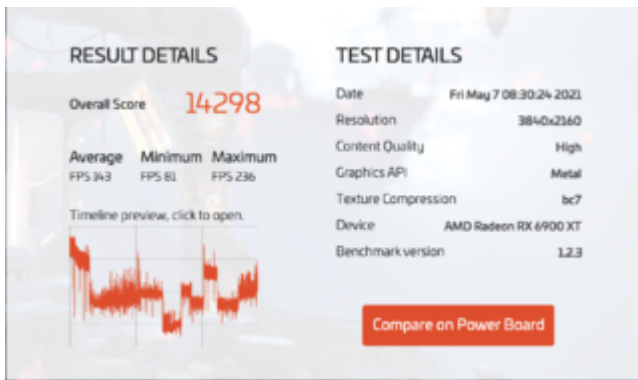 RESULT DETAILS
Overall Score 14298
Average Minimum Maximum
FPS 143 FPS 81 FPS 236
Timeline preview, click to open.
TEST DETAILS
Date Fri May 7 08:30:24 2021
Resolution 3840x2160
Content Quality High
Graphics API Metal
Texture Compression bc7
Device AMD Radeon RX 6900 XT
Benchmark version 1.2.3
Compare on Power Board